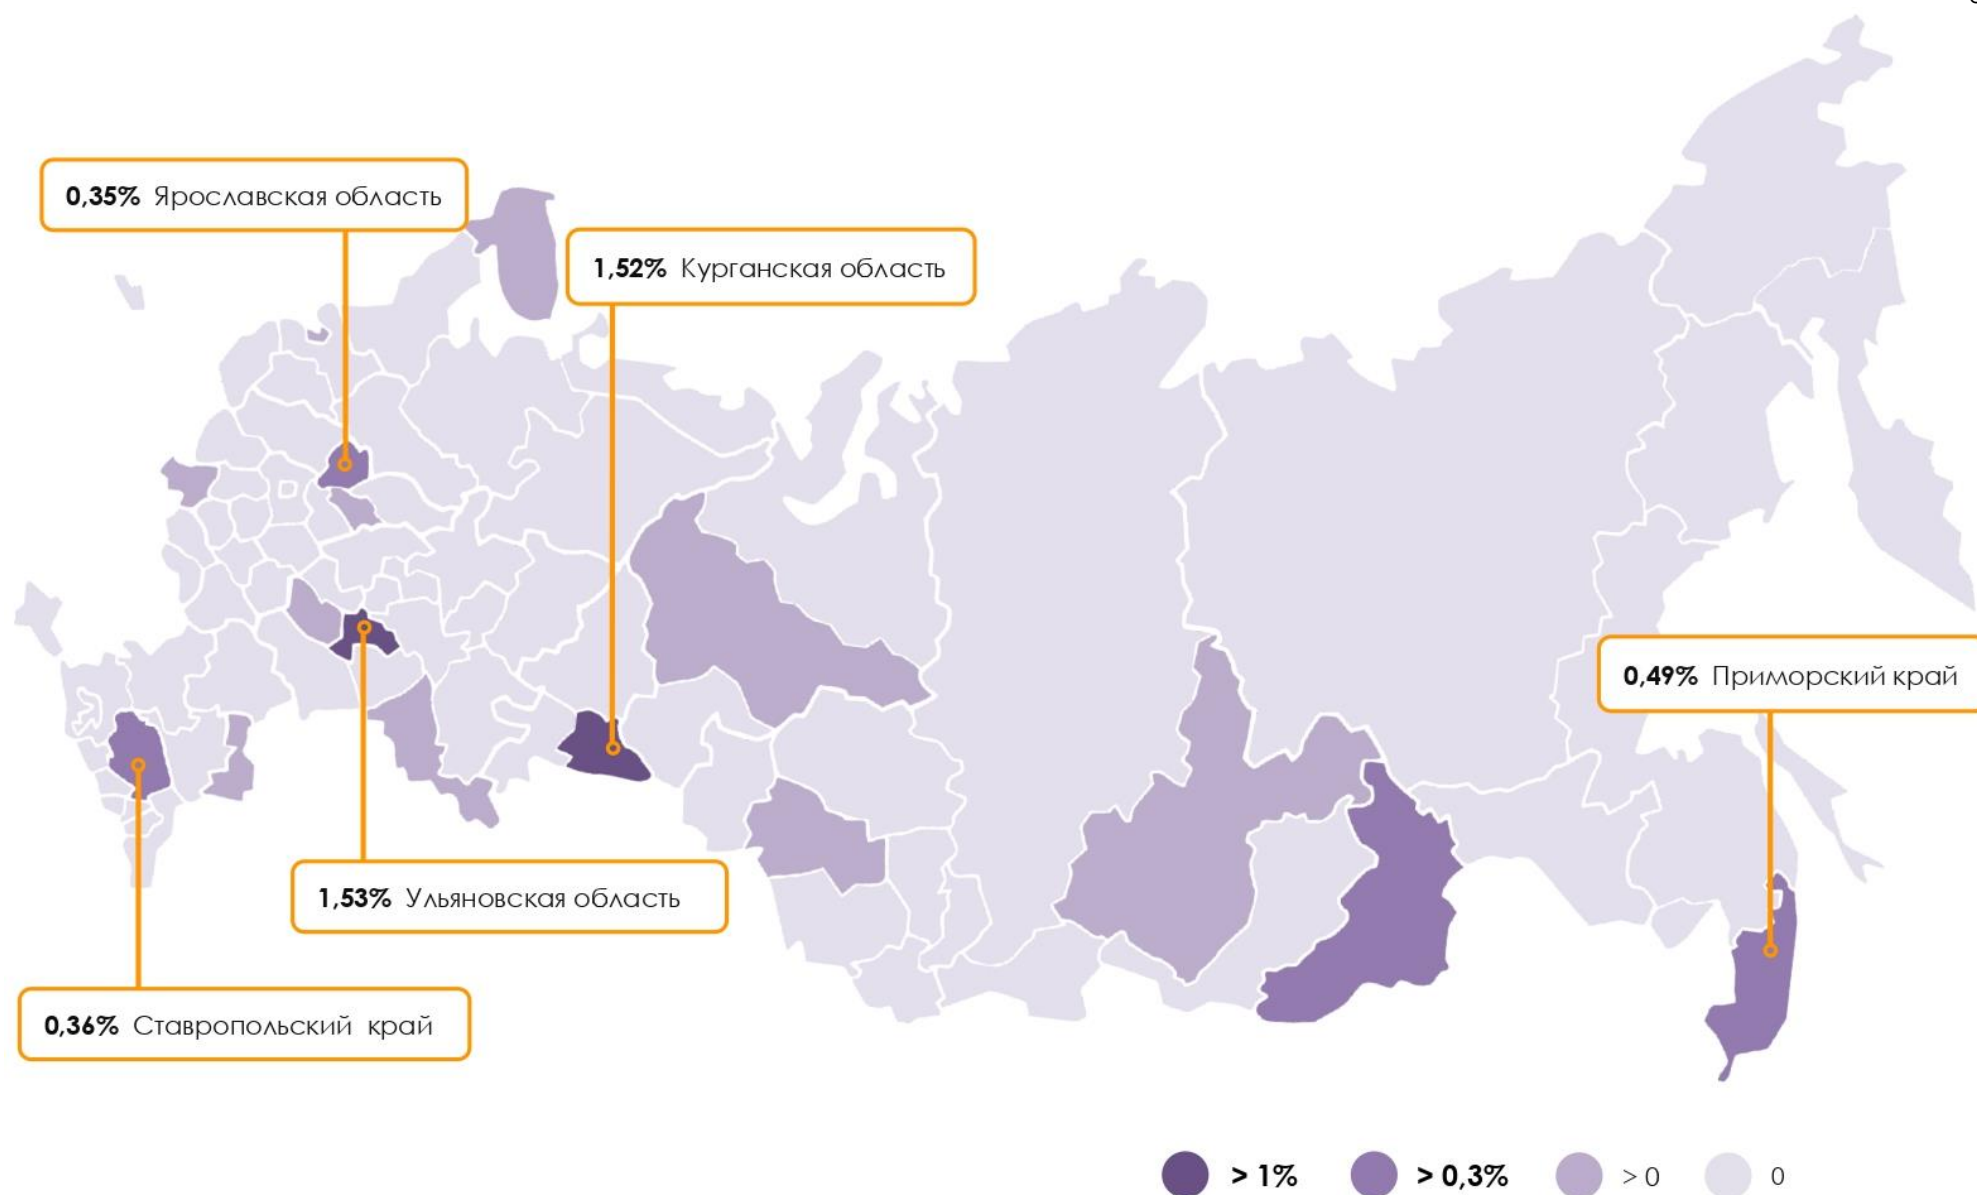 0,35% Ярославская область
1,52% Курганская область
0,49% Приморский край
1,53% Ульяновская область
0,36% Ставропольский край
> 1% > 0,3% > 0 0